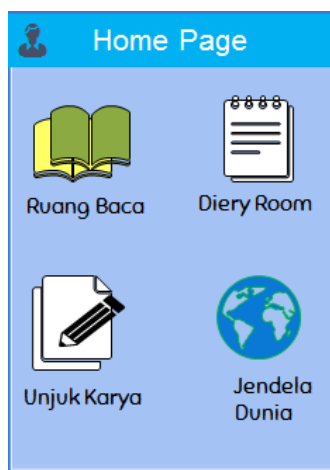 Home Page
Ruang Baca
Diery Room
Unjuk Karya
Jendela
Dunia